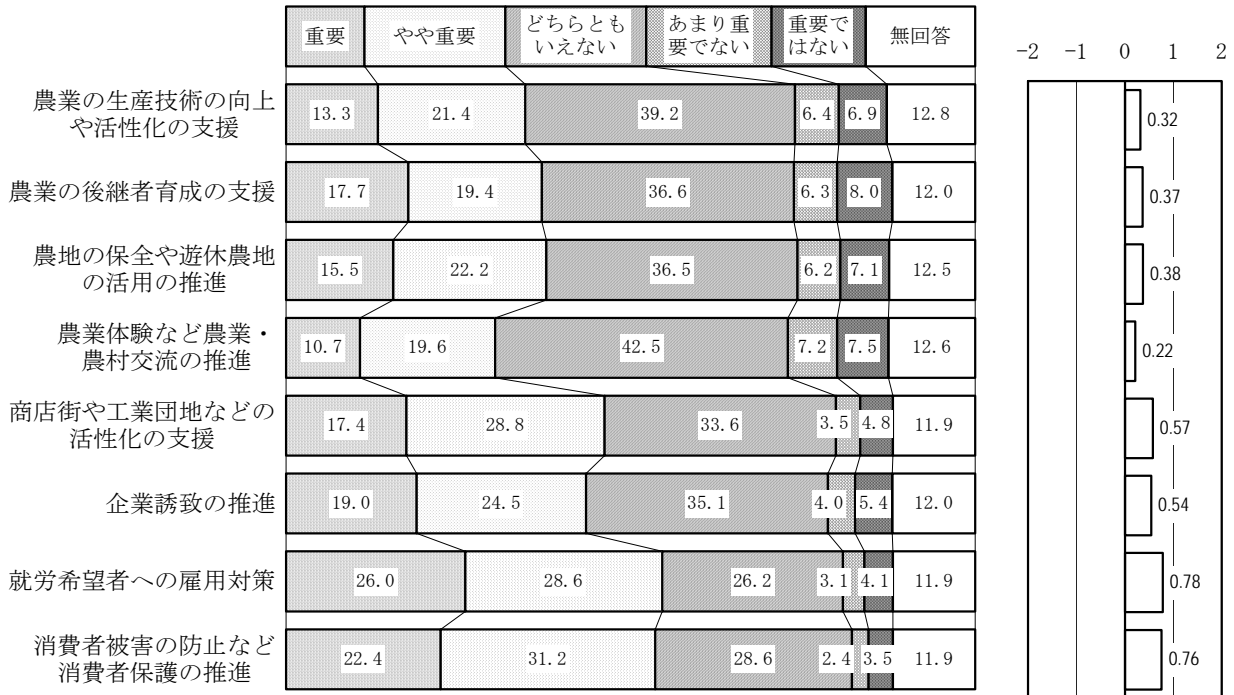 重要 やや重要 どちらとも あまり重 重要で 無回答
いえない 要でない はない
-2 -1 0 1 2
農業の生産技術の向上
や活性化の支援
13.3 21.4 39.2 6.4 6.9 12.8 0.32
農業の後継者育成の支援 17.7 19.4 36.6 6.3 8.0 12.0 0.37
農地の保全や遊休農地
の活用の推進
15.5 22.2 36.5 6.2 7.1 12.5 0.38
農業体験など農業・
農村交流の推進
10.7 19.6 42.5 7.2 7.5 12.6 0.22
商店街や工業団地などの
活性化の支援
17.4 28.8 33.6 3.5 4.8 11.9 0.57
企業誘致の推進 19.0 24.5 35.1 4.0 5.4 12.0 0.54
就労希望者への雇用対策 26.0 28.6 26.2 3.1 4.1 11.9 0.78
消費者被害の防止など
消費者保護の推進
22.4 31.2 28.6 2.4 3.5 11.9 0.76